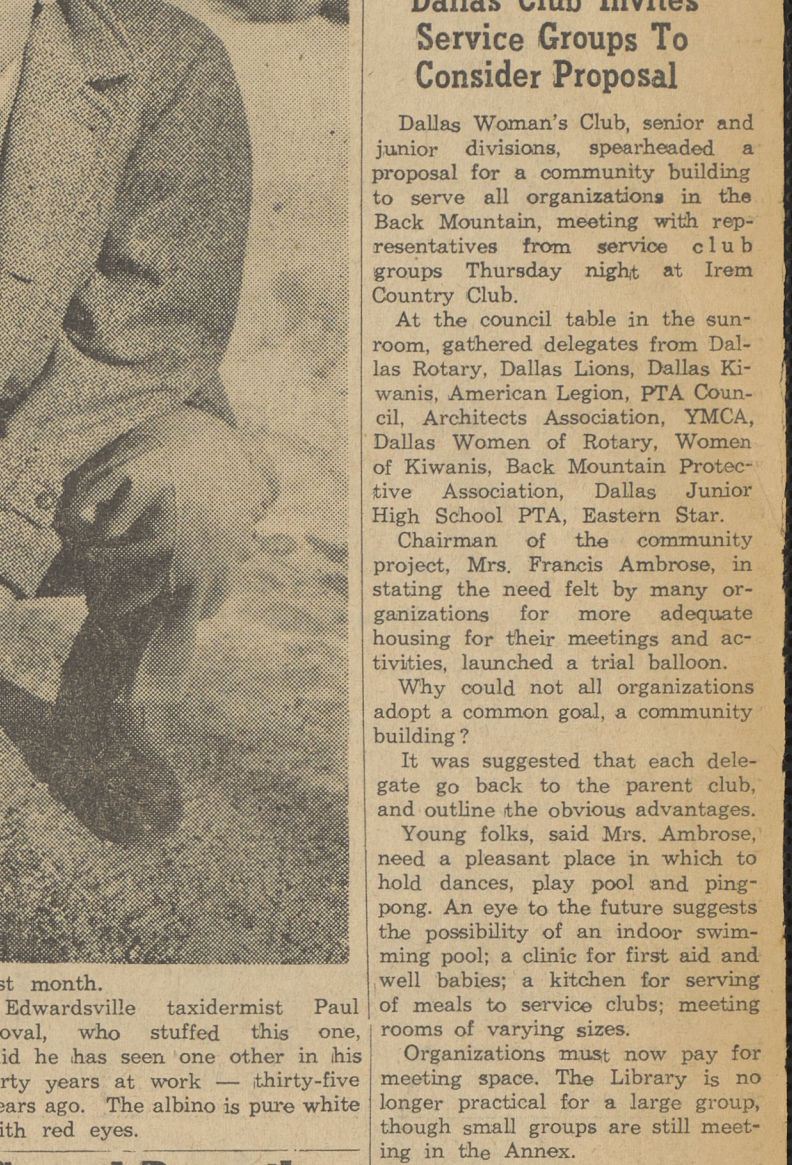 Dallas Club Invites
Service Groups To
Consider Proposal
Dallas Woman's Club, senior and
junior divisions, spearheaded a
proposal for a community building
to serve all organizations in the
Back Mountain, meeting with rep-
resentatives from service club
groups Thursday night at Irem
Country Club.
At the council table in the sun-
room, gathered delegates from Dal-
las Rotary, Dallas Lions, Dallas Ki-
wanis, American Legion, PTA Coun-
cil, Architects Association, YMCA,
Dallas Women of Rotary, Women
of Kiwanis, Back Mountain Protec-
tive Association, Dallas Junior
High School PTA, Eastern Star.
Chairman of the community
project, Mrs. Francis Ambrose, in
stating the need felt by many or-
ganizations for more adequate
housing for their meetings and ac-
tivities, launched a trial balloon.
Why could not all organizations
adopt a common goal, a community
building?
It was suggested that each dele-
gate go back to the parent club,
and outline the obvious advantages.
Young folks, said Mrs. Ambrose,
need a pleasant place in which to
hold dances, play pool and ping-
pong. An eye to the future suggests
the possibility of an indoor swim-
ming pool; a clinic for first aid and
well babies; a kitchen for serving
of meals to service clubs; meeting
rooms of varying sizes.
Organizations must now pay for
meeting space. The Library is no
longer practical for a large group,
though small groups are still meet-
ing in the Annex.
st month.
Edwardsville taxidermist Paul
oval, who stuffed this one,
id he has seen one other in his
rty years at work — thirty-five
ears ago. The albino is pure white
ith red eyes.